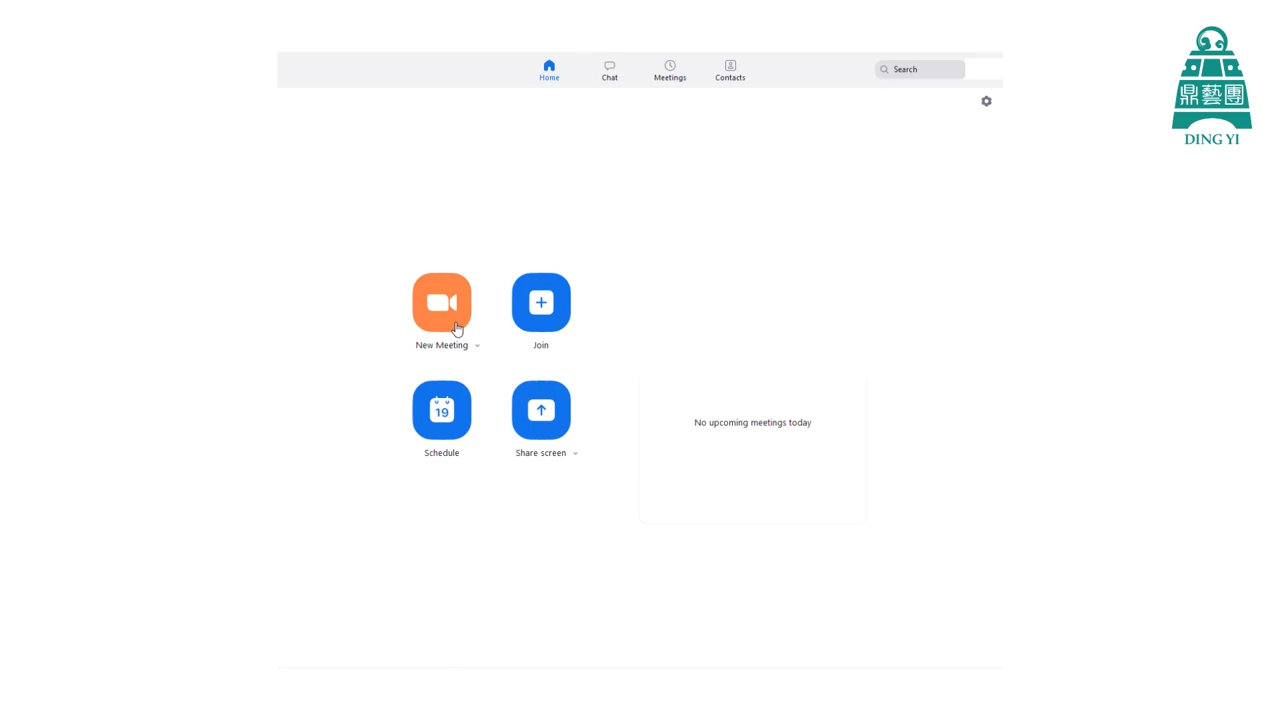 Home
Chat
Meetings
Contacts
Search
鼎藝團
DING YI
New Meeting
Join
19
Schedule
Share screen
No upcoming meetings today